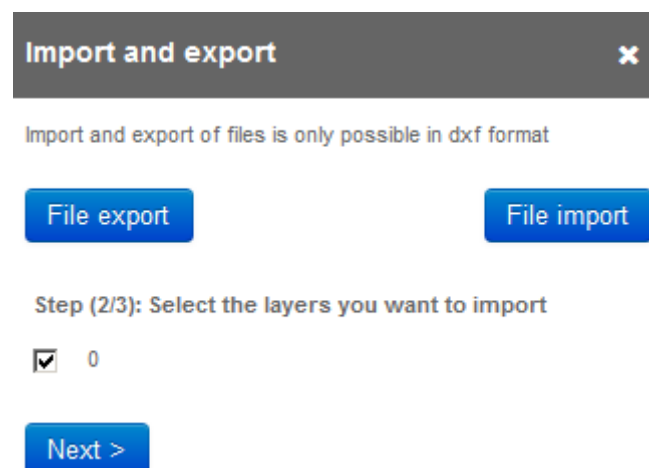 Import and export
Import and export of files is only possible in dxf format
File export
File import
Step (2/3): Select the layers you want to import
0
Next >